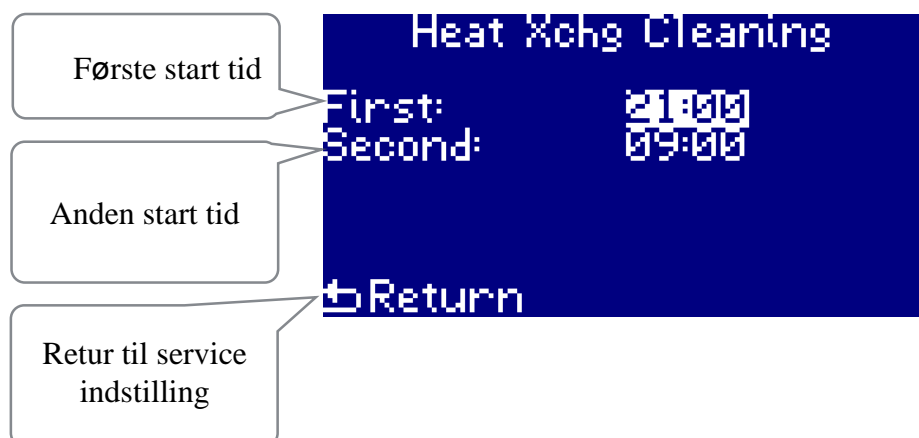 Heat Xchg Cleaning
Første start tid
First: 21:00
Second: 09:00
Anden start tid
Return
Retur til service
indstilling